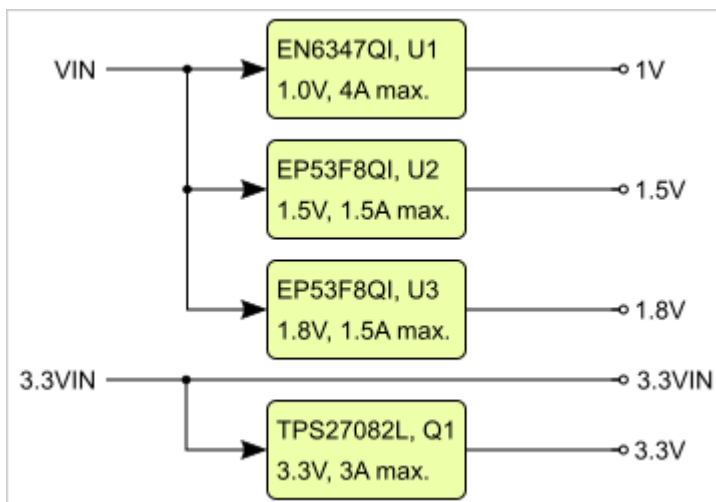 EN6347QI, U1
VIN
1V
1.0V, 4A max.
EP53F8QI, U2
1.5V
1.5V, 1.5A max.
EP53F8QI, U3
1.8V
1.8V, 1.5A max.
3.3VIN
3.3VIN
TPS27082L, Q1
3.3V
3.3V, 3A max.